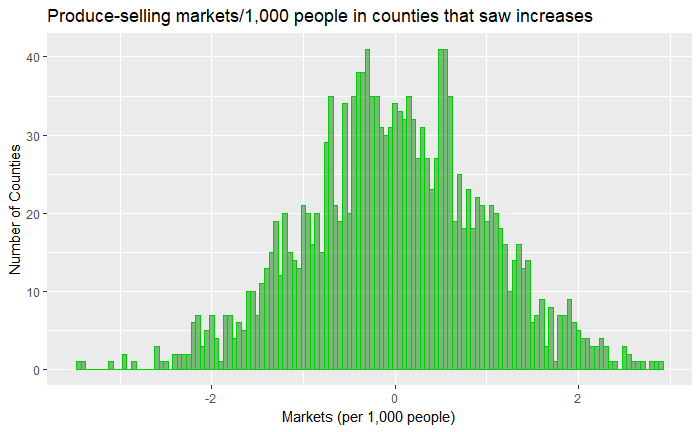 Produce-selling markets/1,000 people in counties that saw increases
Number of Counties
40
30
20
10
0
-2
0
2
Markets (per 1,000 people)